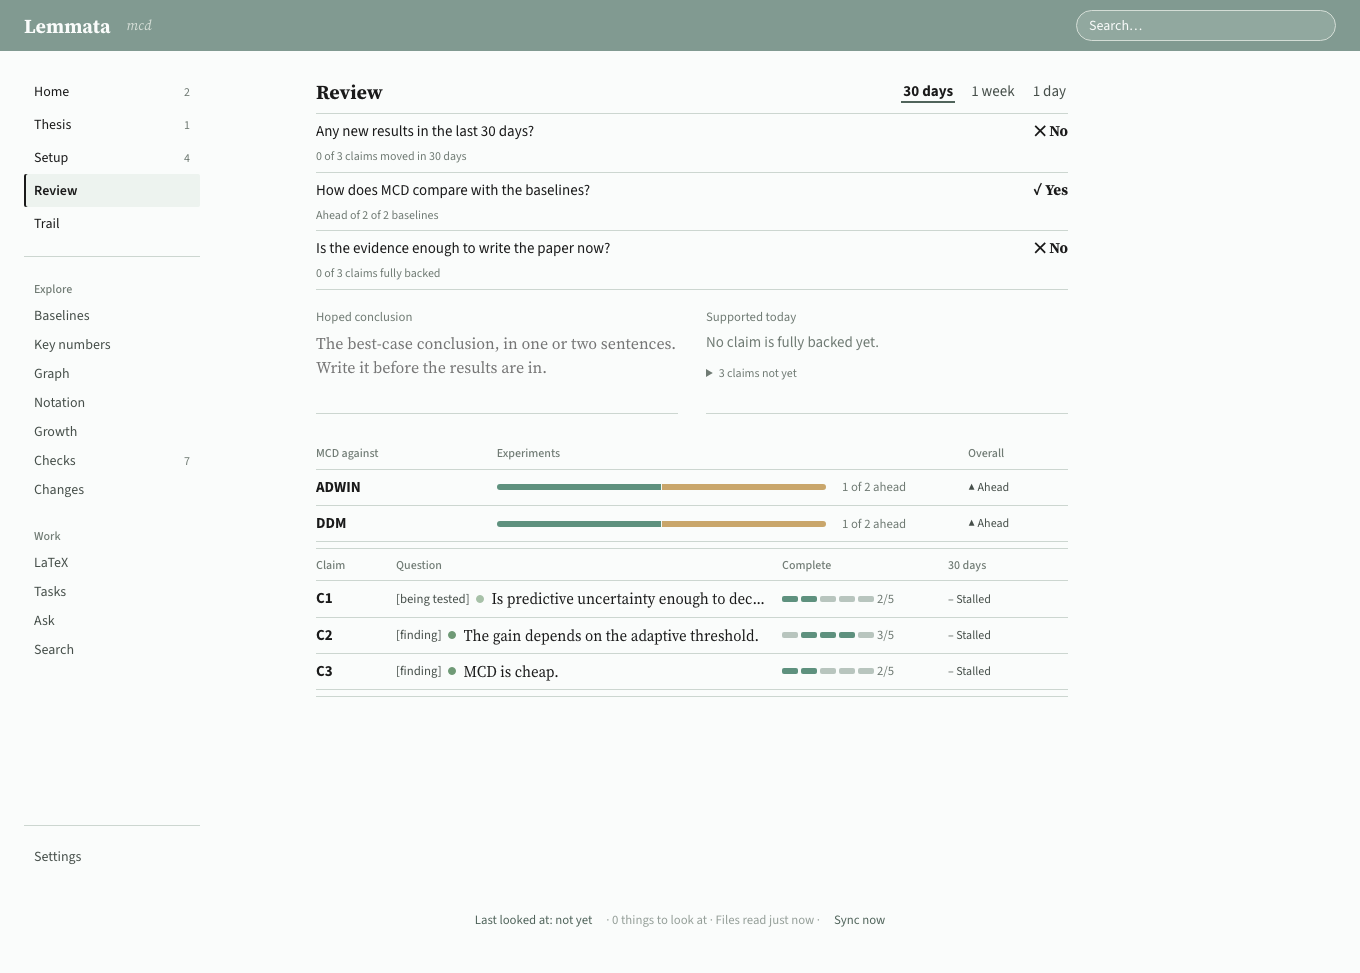 Lemmata mcd
Search…
Home 2
Thesis 1
Setup 4
Review
Trail
Explore
Baselines
Key numbers
Graph
Notation
Growth
Checks 7
Changes
Work
LaTeX
Tasks
Ask
Search
Settings
Review
30 days 1 week 1 day
Any new results in the last 30 days? ✕ No
0 of 3 claims moved in 30 days
How does MCD compare with the baselines? ✓ Yes
Ahead of 2 of 2 baselines
Is the evidence enough to write the paper now? ✕ No
0 of 3 claims fully backed
Hoped conclusion
The best-case conclusion, in one or two sentences.
Write it before the results are in.
Supported today
No claim is fully backed yet.
▶ 3 claims not yet
MCD against Experiments Overall
ADWIN 1 of 2 ahead ▲ Ahead
DDM 1 of 2 ahead ▲ Ahead
Claim Question Complete 30 days
C1 [being tested] Is predictive uncertainty enough to dec… 2/5 – Stalled
C2 [finding] The gain depends on the adaptive threshold. 3/5 – Stalled
C3 [finding] MCD is cheap. 2/5 – Stalled
Last looked at: not yet · 0 things to look at · Files read just now · Sync now